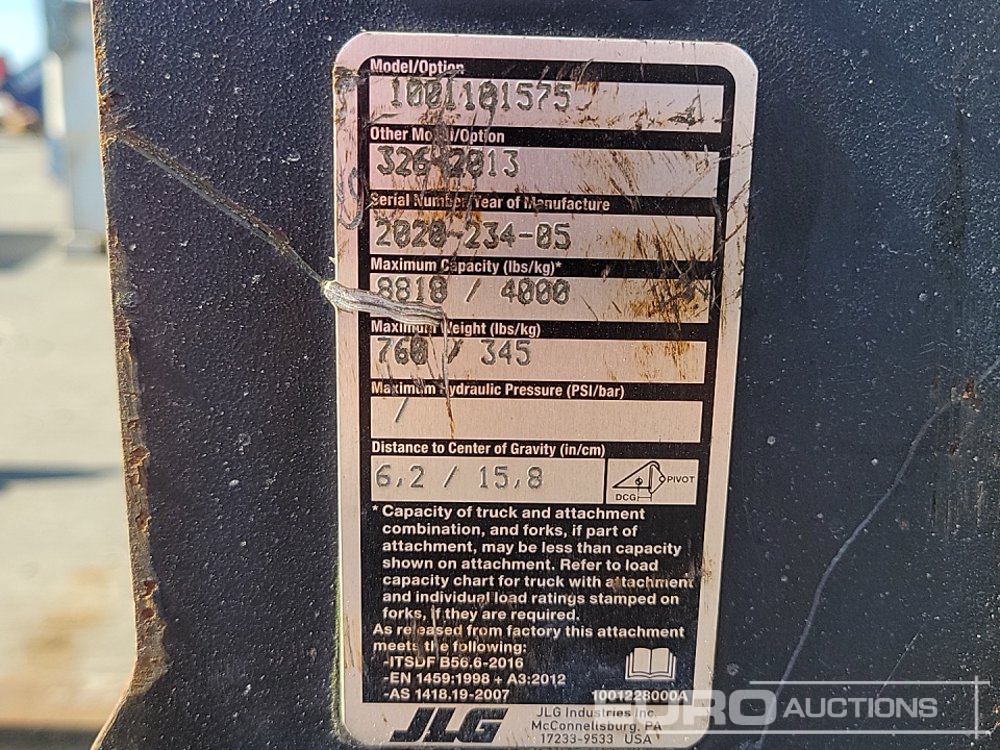 Model/Option
1001101575
Other Model/Option
326-2013
Serial Number/Year of Manufacture
2020-234-05
Maximum Capacity (lbs/kg)*
8818 / 4000
Maximum Weight (lbs/kg)
760 / 345
Maximum Hydraulic Pressure (PSI/bar)
/
Distance to Center of Gravity (in/cm)
6,2 / 15,8
PIVOT
DCG
* Capacity of truck and attachment
combination, and forks, if part of
attachment, may be less than capacity
shown on attachment. Refer to load
capacity chart for truck with attachment
and individual load ratings stamped on
forks, if they are required.
As released from factory this attachment
meets the following:
-ITSDF B56.6-2016
-EN 1459:1998 + A3:2012
-AS 1418.19-2007
1001228000A
JLG
JLG Industries Inc.
McConnellsburg, PA
17233-9533 USA
EURO AUCTIONS